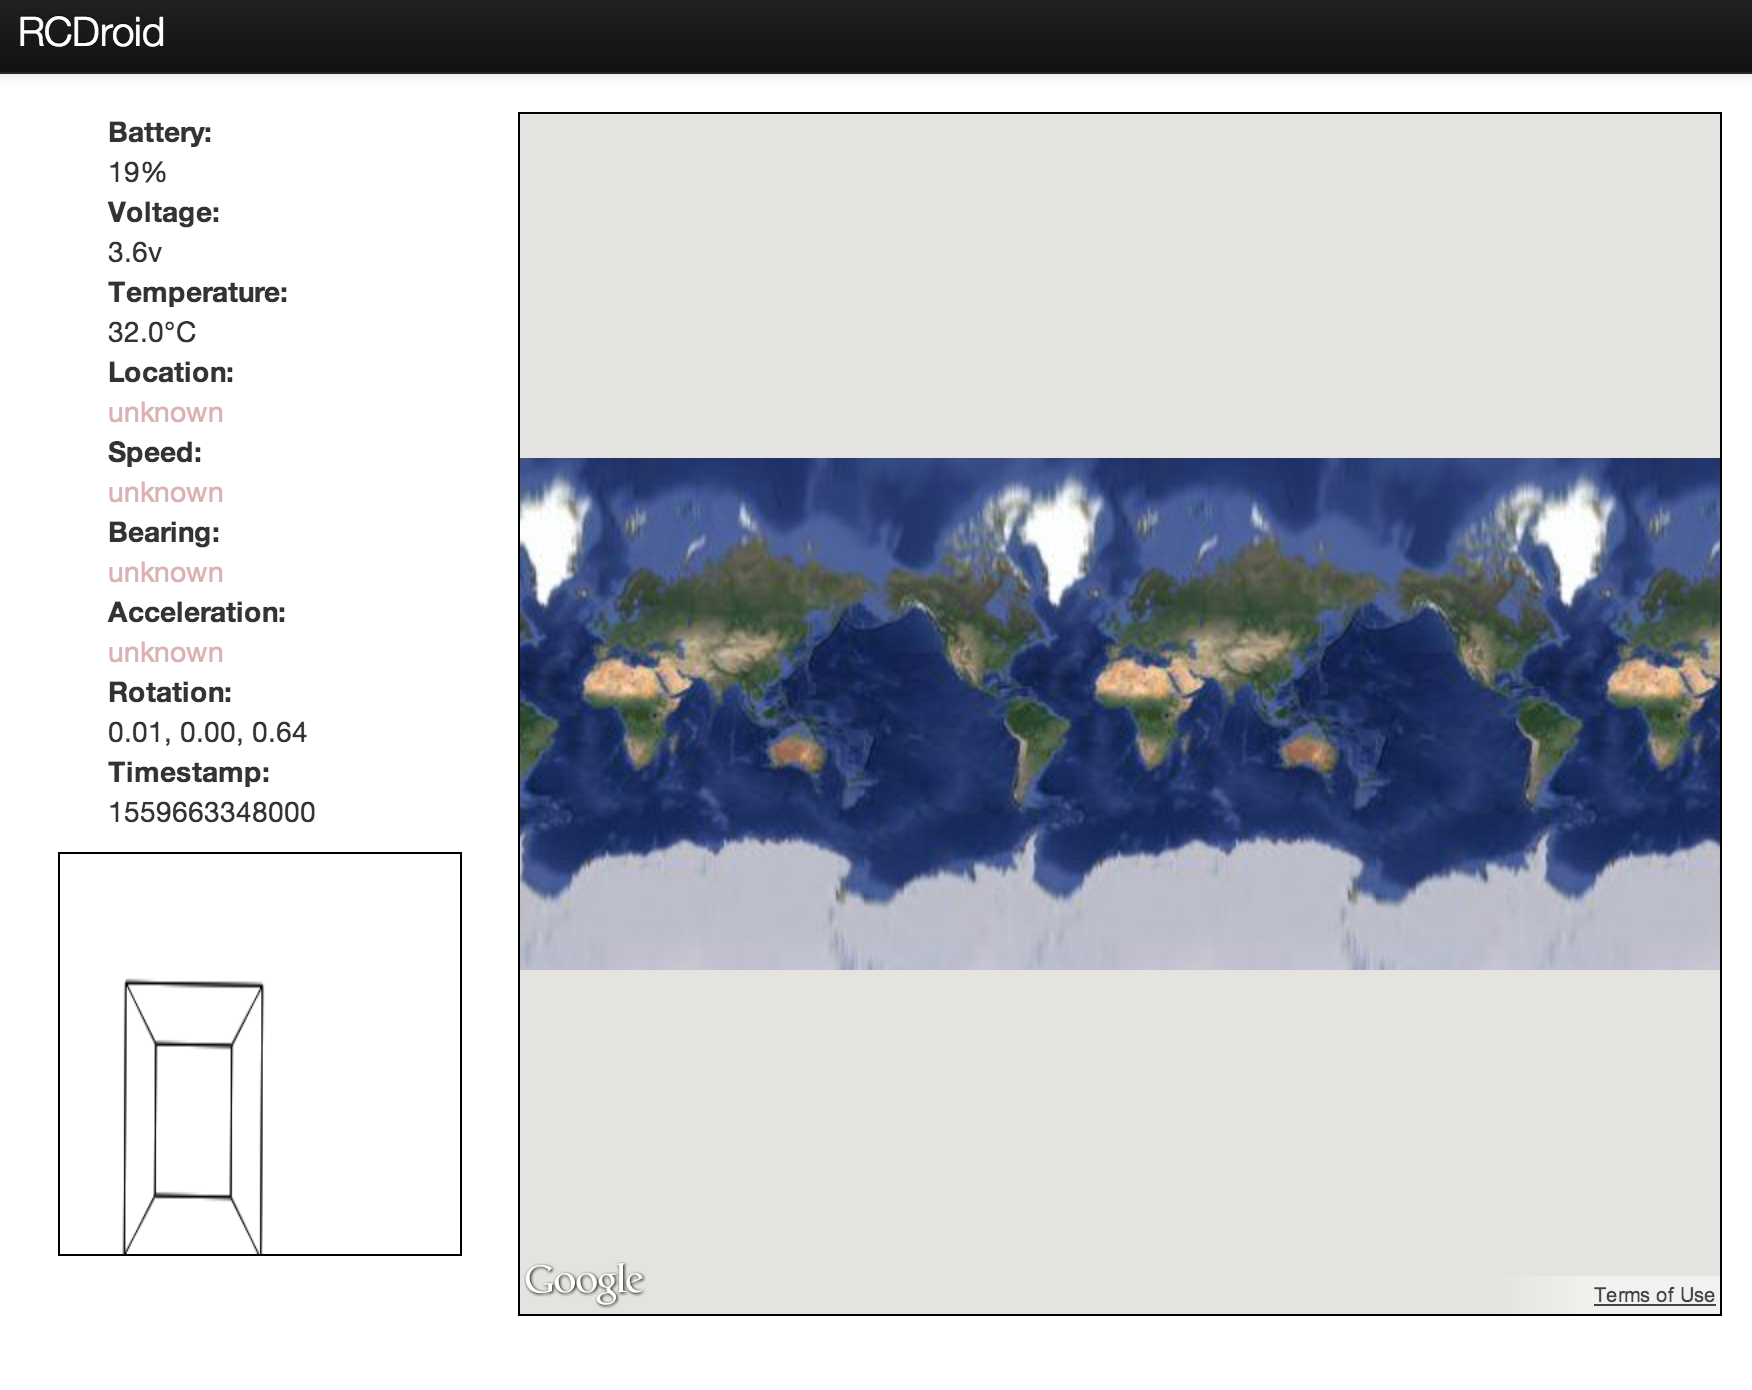 RCDroid
Battery:
19%
Voltage:
3.6v
Temperature:
32.0°C
Location:
unknown
Speed:
unknown
Bearing:
unknown
Acceleration:
unknown
Rotation:
0.01, 0.00, 0.64
Timestamp:
1559663348000
Google
Terms of Use